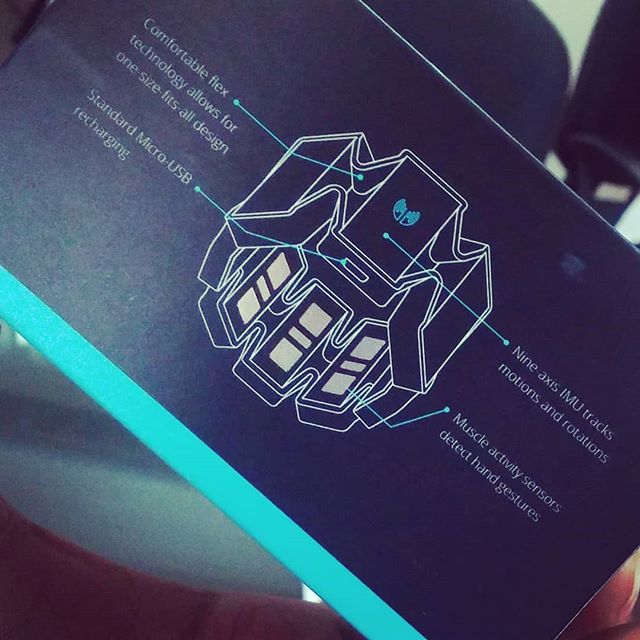 Comfortable flex
technology allows for
one-size-fits all design
Standard Micro-USB
recharging
Nine axis IMU tracks
motions and rotations
Muscle activity sensors
detect hand gestures